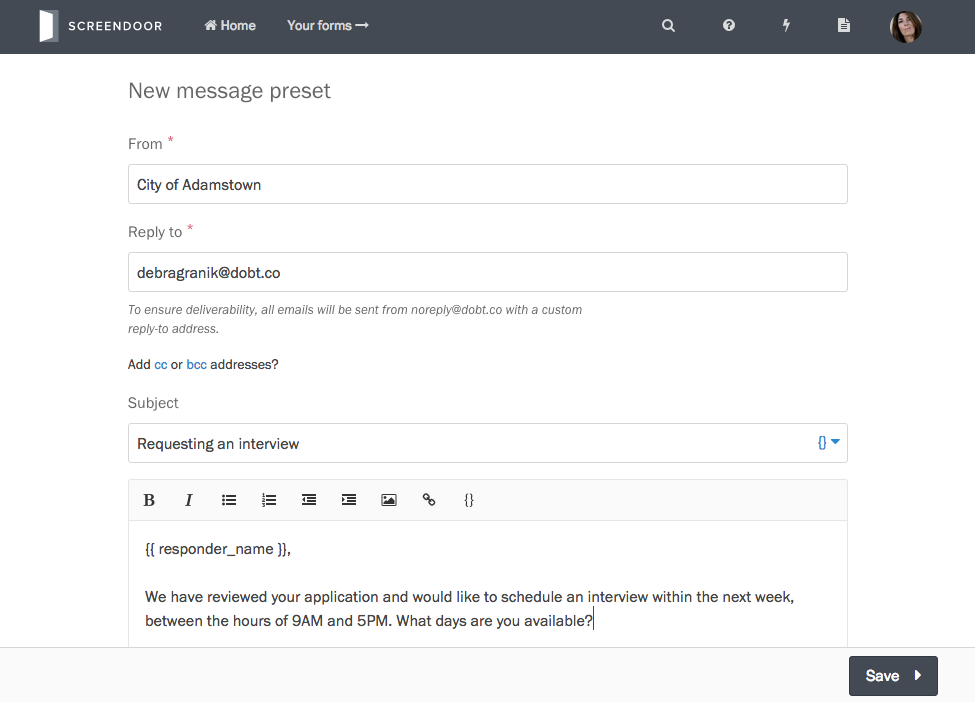 SCREENDOOR Home Your forms →
New message preset
From *
City of Adamstown
Reply to *
debragranik@dobt.co
To ensure deliverability, all emails will be sent from noreply@dobt.co with a custom
reply-to address.
Add cc or bcc addresses?
Subject
Requesting an interview {}
B I {}
{{ responder_name }},
We have reviewed your application and would like to schedule an interview within the next week,
between the hours of 9AM and 5PM. What days are you available?
Save